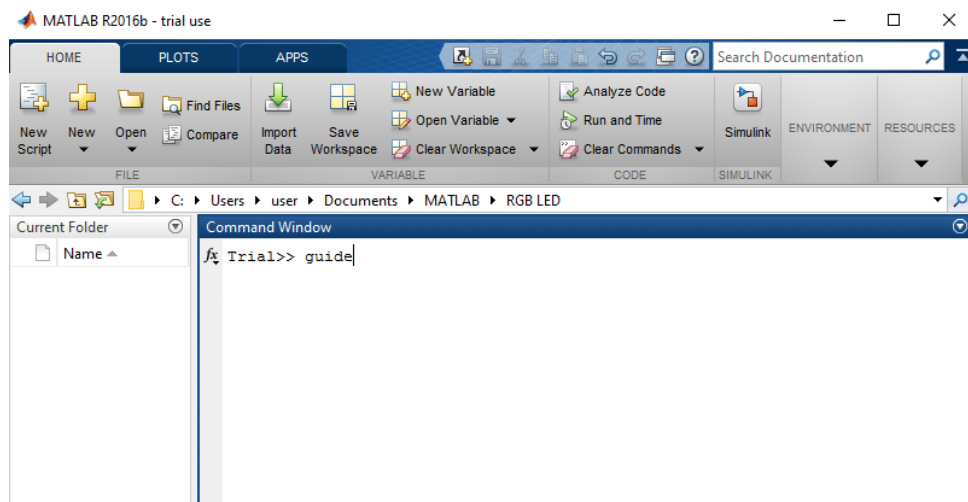 MATLAB R2016b - trial use
HOME PLOTS APPS Search Documentation
New Script
New
Open
Find Files
Compare
Import Data
Save Workspace
New Variable
Open Variable
Clear Workspace
Analyze Code
Run and Time
Clear Commands
Simulink
ENVIRONMENT
RESOURCES
FILE VARIABLE CODE SIMULINK
C: Users user Documents MATLAB RGB LED
Current Folder
Command Window
Name
fx Trial>> guide